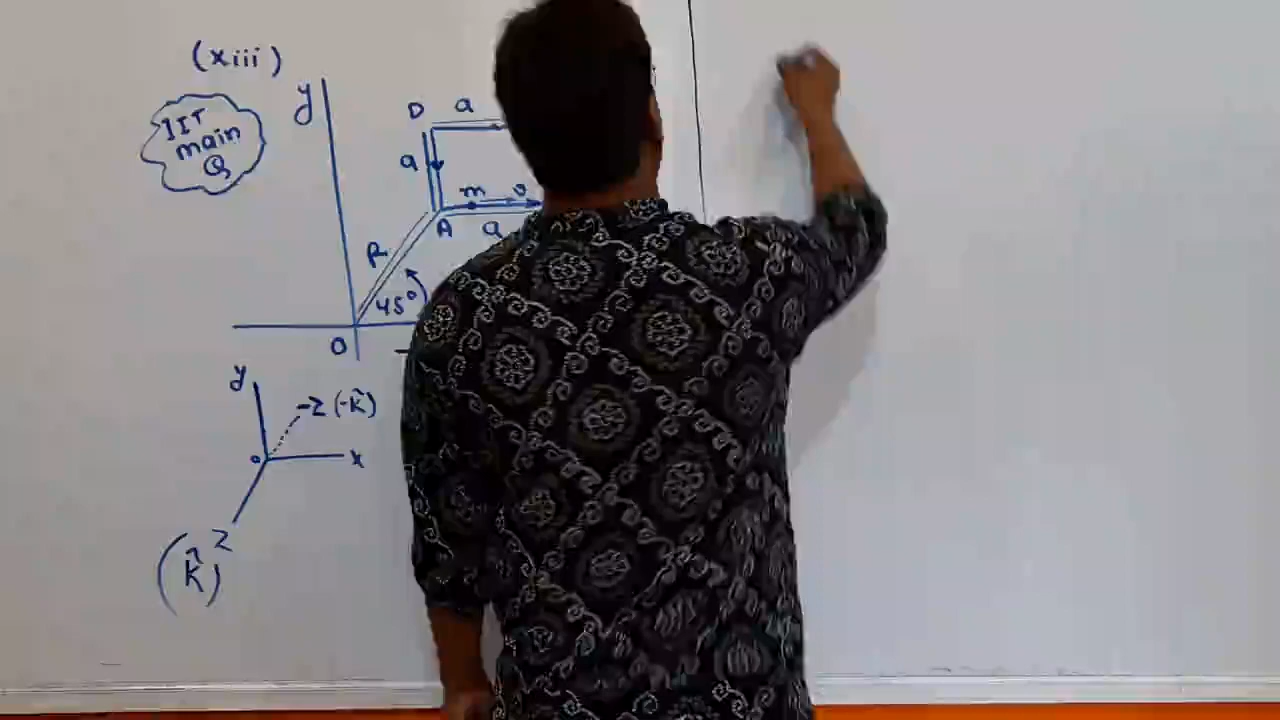 (xiii)
IIT
main
Q
y
D a
a
m v
A a
R
45°
O
y
-z (-k̂)
o x
z
(k̂)